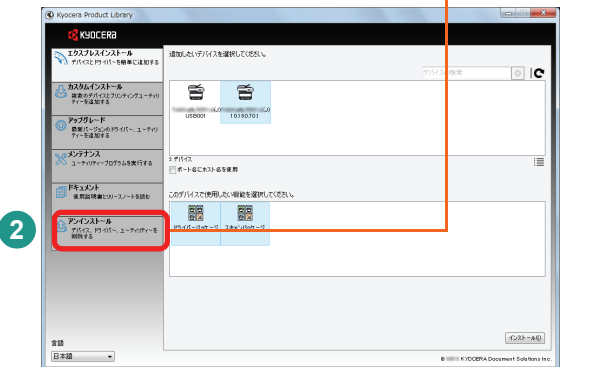 Kyocera Product Library
KYOCERA
エクスプレスインストール
デバイスとドライバーを簡単に追加する
カスタムインストール
複数のデバイスとプリンティングユーティリティーを追加する
アップグレード
最新バージョンのドライバー、ユーティリティーを追加する
メンテナンス
ユーティリティープログラムを実行する
ドキュメント
使用説明書とリリースノートを読む
アンインストール
デバイス、ドライバー、ユーティリティーを
削除する
2
言語
日本語
追加したいデバイスを選択してください。
デバイスの検索
USB001
10.180.70.1
2 デバイス
ポート名にホスト名を使用
このデバイスで使用したい機能を選択してください。
ドライバーパッケージ
スキャンパッケージ
インストール(I)
KYOCERA Document Solutions Inc.